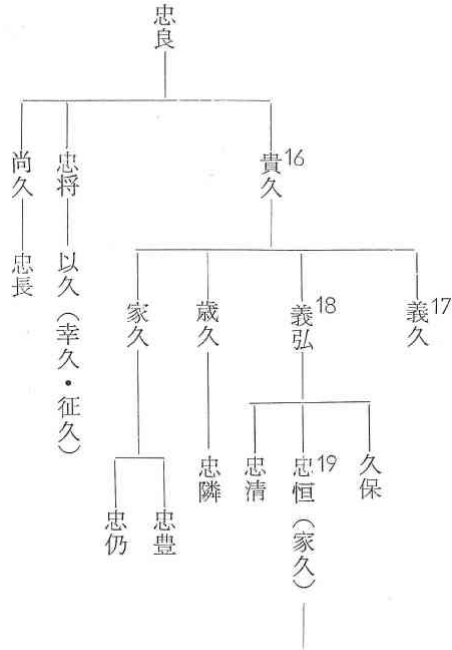 忠良
貴久16
忠将
以久（幸久・征久）
尚久
忠長
義久17
義弘18
歳久
家久
久保
忠恒（家久）19
忠清
忠隣
忠豊
忠仍